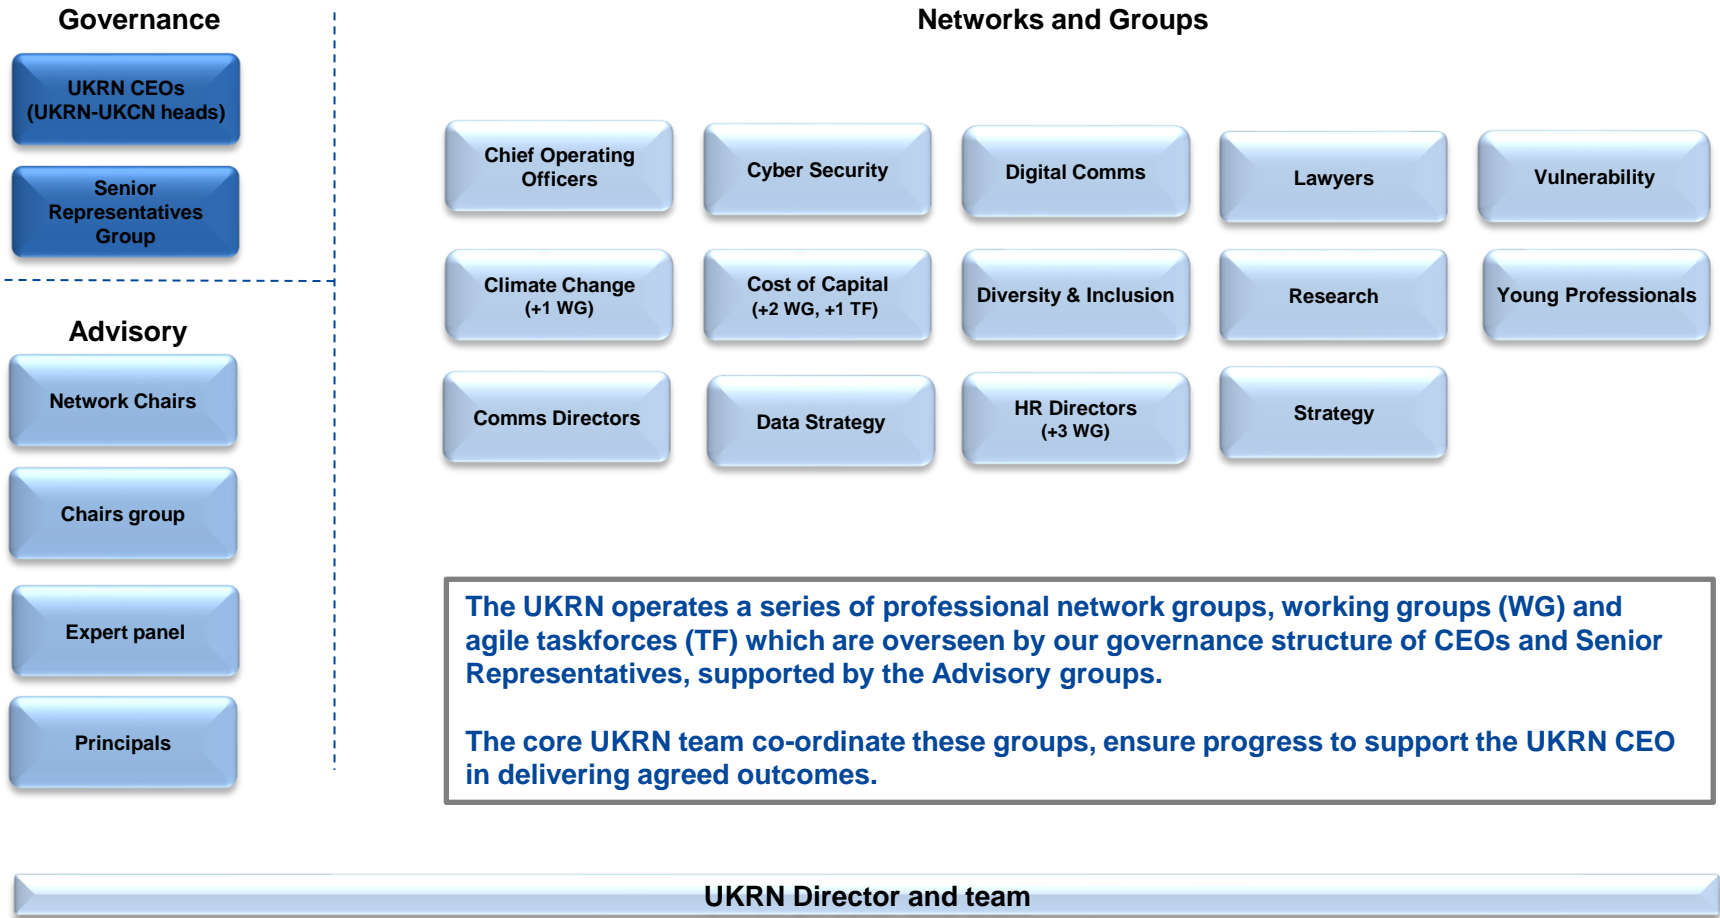 Governance
UKRN CEOs
(UKRN-UKCN heads)
Senior
Representatives
Group
Advisory
Network Chairs
Chairs group
Expert panel
Principals
Networks and Groups
Chief Operating
Officers
Cyber Security
Digital Comms
Lawyers
Vulnerability
Climate Change
(+1 WG)
Cost of Capital
(+2 WG, +1 TF)
Diversity & Inclusion
Research
Young Professionals
Comms Directors
Data Strategy
HR Directors
(+3 WG)
Strategy
The UKRN operates a series of professional network groups, working groups (WG) and
agile taskforces (TF) which are overseen by our governance structure of CEOs and Senior
Representatives, supported by the Advisory groups.
The core UKRN team co-ordinate these groups, ensure progress to support the UKRN CEO
in delivering agreed outcomes.
UKRN Director and team